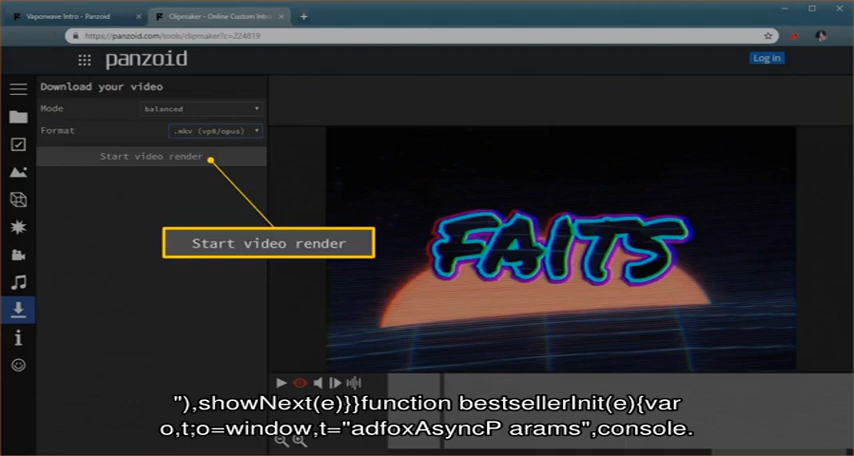 Vaporwave Intro - Panzoid
Clipmaker - Online Custom Intro
https://panzoid.com/tools/clipmaker?c=224819
panzoid
Log in
Download your video
Mode balanced
Format .mkv (vp8/opus)
Start video render
Start video render
FAITS
"),showNext(e)}}function bestsellerInit(e){var
o,t;o=window,t="adfoxAsyncP arams",console.